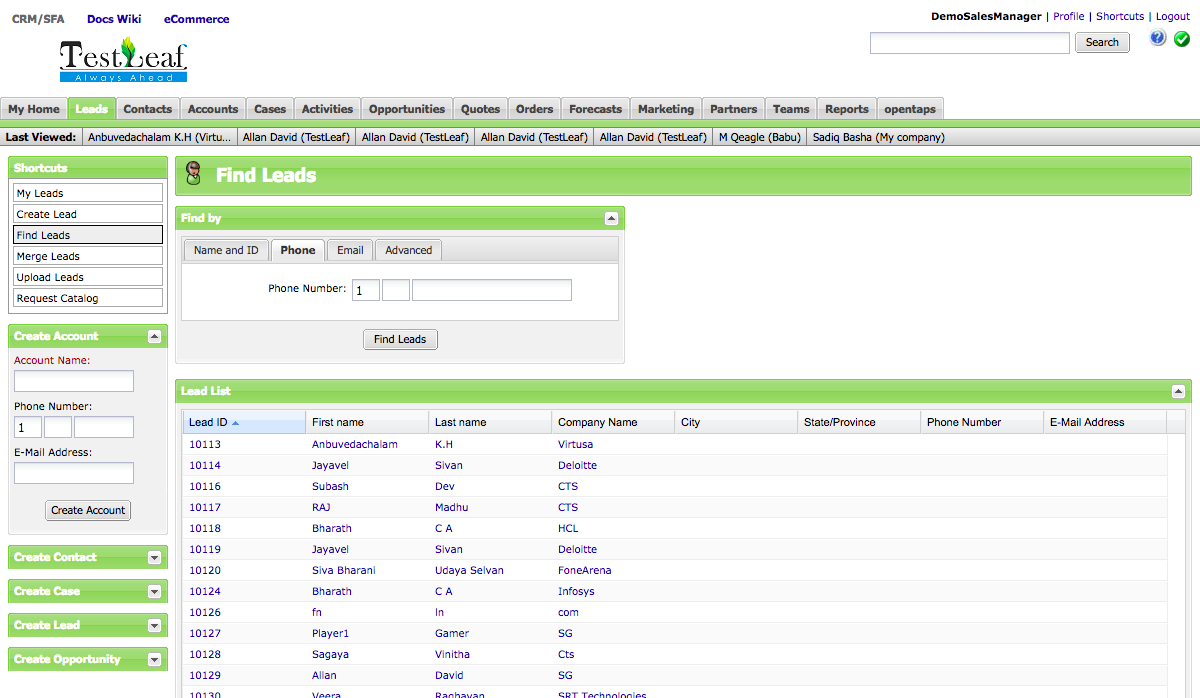 CRM/SFA Docs Wiki eCommerce
DemoSalesManager | Profile | Shortcuts | Logout
TestLeaf
Always Ahead
Search
My Home Leads Contacts Accounts Cases Activities Opportunities Quotes Orders Forecasts Marketing Partners Teams Reports opentaps
Last Viewed: Anbuvedachalam K.H (Virtu... Allan David (TestLeaf) Allan David (TestLeaf) Allan David (TestLeaf) Allan David (TestLeaf) M Qeagle (Babu) Sadiq Basha (My company)
Shortcuts
My Leads
Create Lead
Find Leads
Merge Leads
Upload Leads
Request Catalog
Create Account
Account Name:
Phone Number:
1
E-Mail Address:
Create Account
Create Contact
Create Case
Create Lead
Create Opportunity
Find Leads
Find by
Name and ID Phone Email Advanced
Phone Number: 1
Find Leads
Lead List
Lead ID First name Last name Company Name City State/Province Phone Number E-Mail Address
10113 Anbuvedachalam K.H Virtusa
10114 Jayavel Sivan Deloitte
10116 Subash Dev CTS
10117 RAJ Madhu CTS
10118 Bharath C A HCL
10119 Jayavel Sivan Deloitte
10120 Siva Bharani Udaya Selvan FoneArena
10124 Bharath C A Infosys
10126 fn ln com
10127 Player1 Gamer SG
10128 Sagaya Vinitha Cts
10129 Allan David SG
10130 Veera Raghavan SRT Technologies